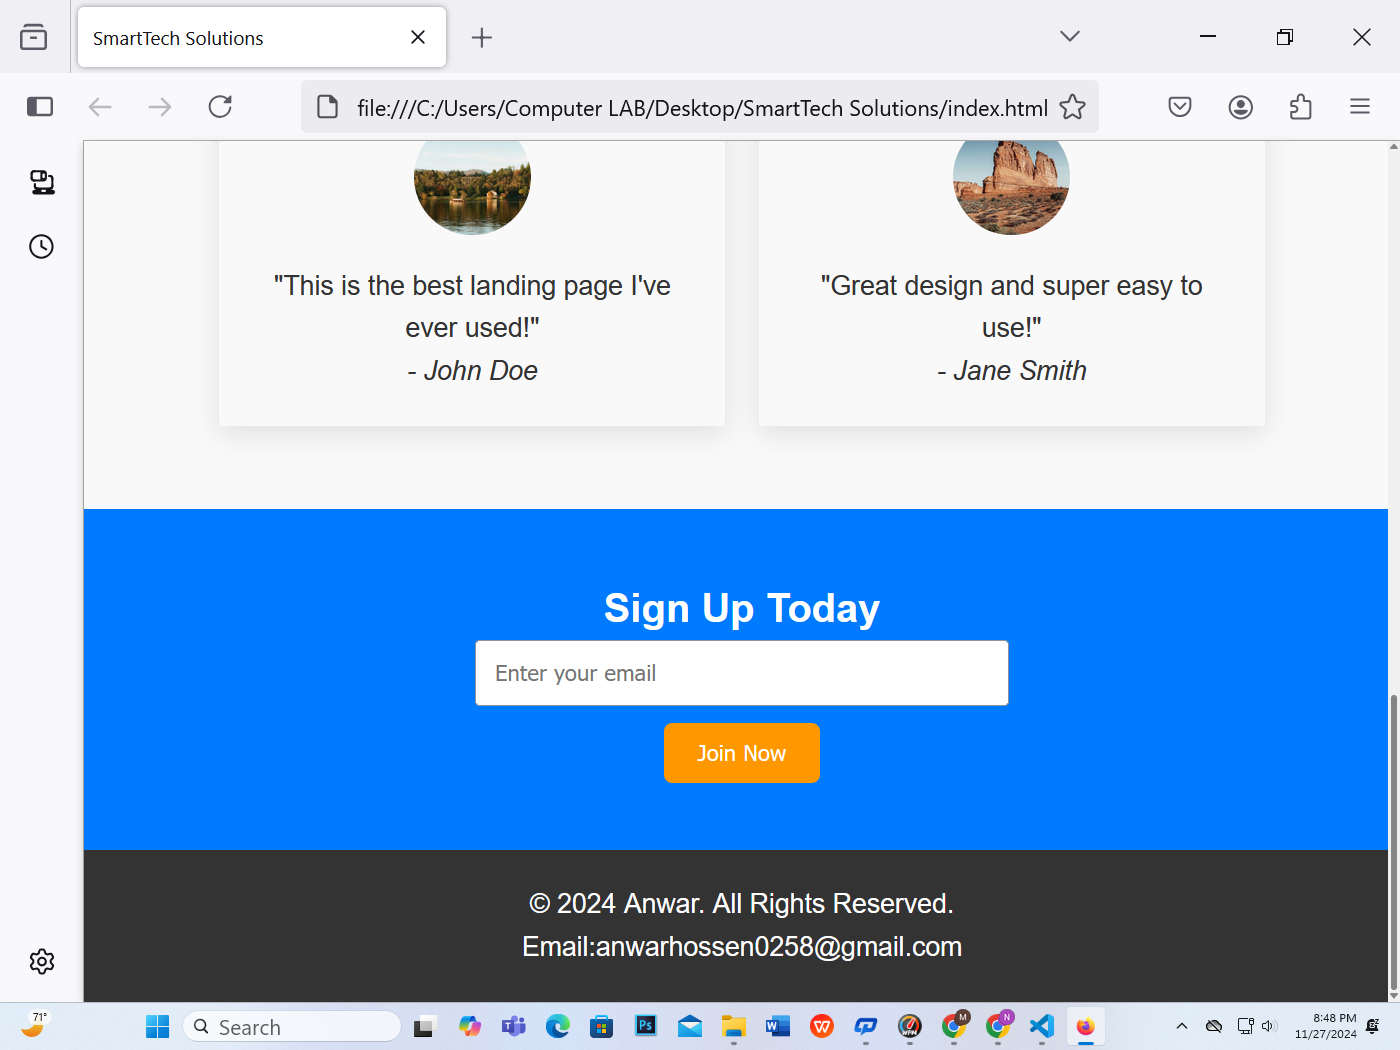 SmartTech Solutions
file:///C:/Users/Computer LAB/Desktop/SmartTech Solutions/index.html
"This is the best landing page I've
ever used!"
- John Doe
"Great design and super easy to
use!"
- Jane Smith
Sign Up Today
Enter your email
Join Now
© 2024 Anwar. All Rights Reserved.
Email:anwarhossen0258@gmail.com
71°
Search
Ps
W
WFM
M
N
8:48 PM
11/27/2024